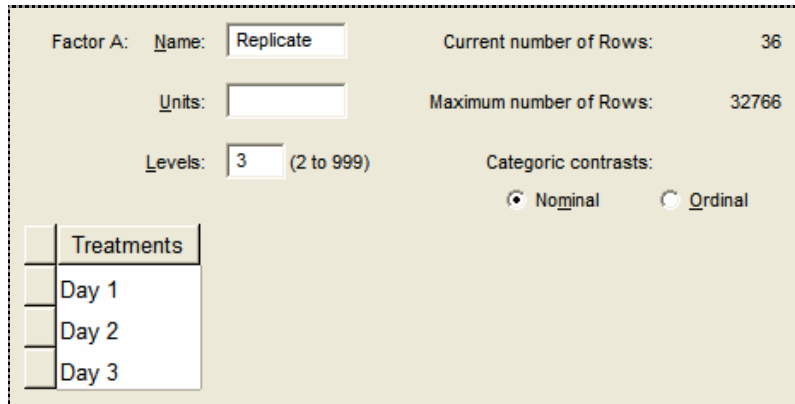 Factor A: Name: Replicate Current number of Rows: 36
Units: Maximum number of Rows: 32766
Levels: 3 (2 to 999) Categoric contrasts:
Nominal Ordinal
Treatments
Day 1
Day 2
Day 3